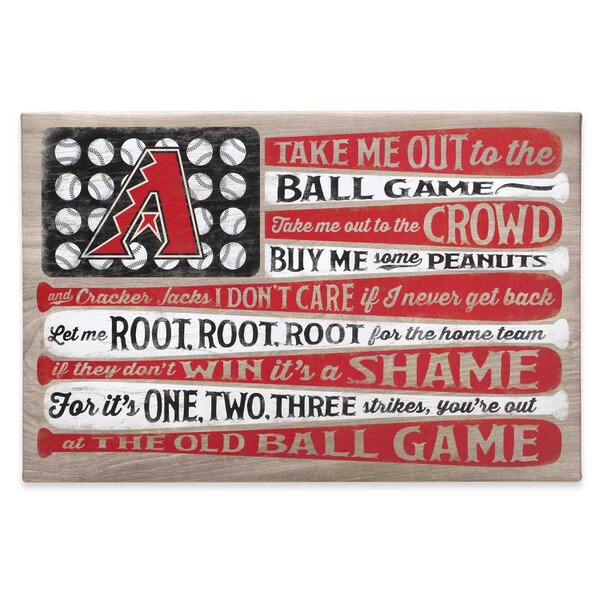 TAKE ME OUT to the
BALL GAME
Take me out to the CROWD
BUY ME some PEANUTS
and Cracker Jacks I DON'T CARE if I never get back
Let me ROOT, ROOT, ROOT for the home team
if they don't WIN it's a SHAME
For it's ONE, TWO, THREE strikes, you're out
at THE OLD BALL GAME
A